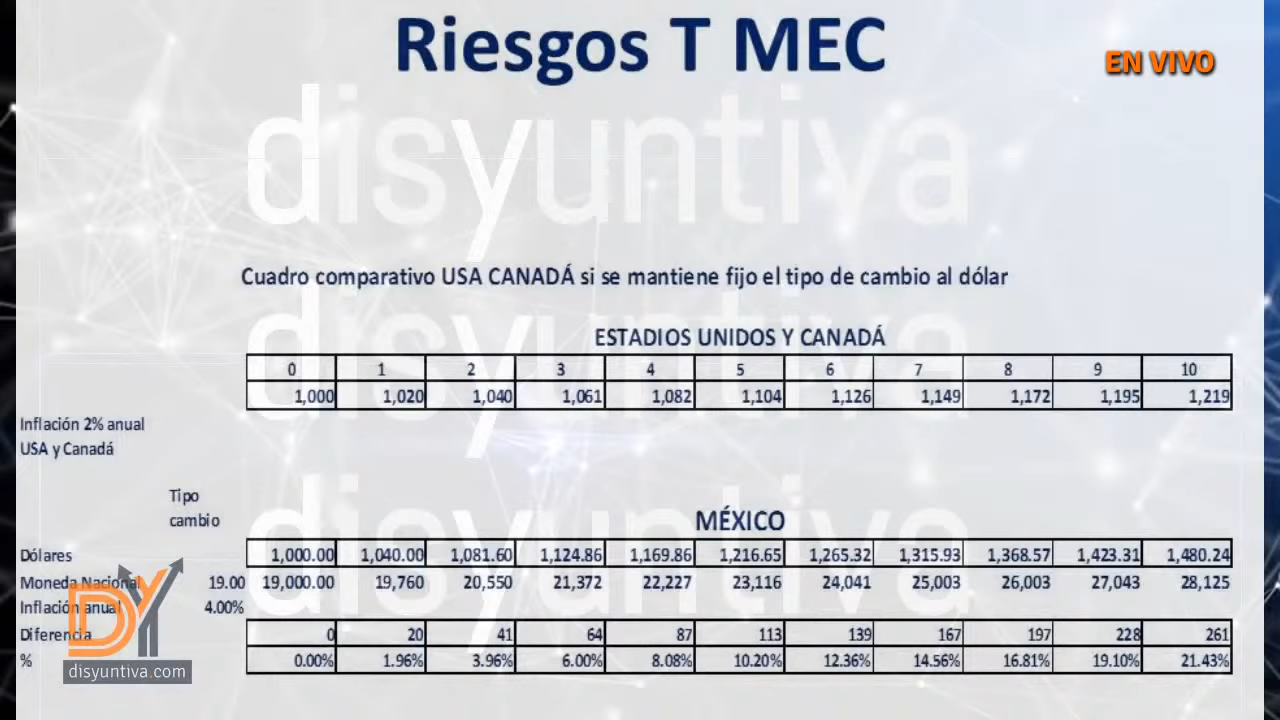 Riesgos T MEC
EN VIVO
disyuntiva
Cuadro comparativo USA CANADÁ si se mantiene fijo el tipo de cambio al dólar
disyuntiva
ESTADIOS UNIDOS Y CANADÁ
0 1 2 3 4 5 6 7 8 9 10
1,000 1,020 1,040 1,061 1,082 1,104 1,126 1,149 1,172 1,195 1,219
Inflación 2% anual
USA y Canadá
Tipo
cambio
disyuntiva
MÉXICO
Dólares 1,000.00 1,040.00 1,081.60 1,124.86 1,169.86 1,216.65 1,265.32 1,315.93 1,368.57 1,423.31 1,480.24
Moneda Nacional 19.00 19,000.00 19,760 20,550 21,372 22,227 23,116 24,041 25,003 26,003 27,043 28,125
Inflación anual 4.00%
Diferencia 0 20 41 64 87 113 139 167 197 228 261
% 0.00% 1.96% 3.96% 6.00% 8.08% 10.20% 12.36% 14.56% 16.81% 19.10% 21.43%
DY
disyuntiva.com